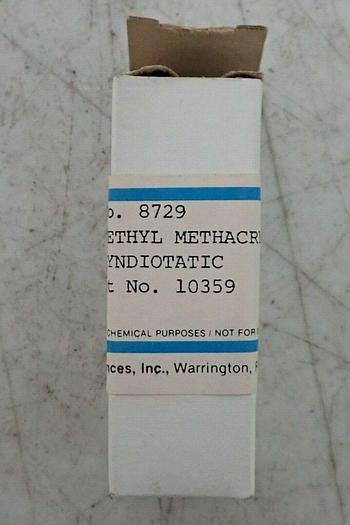 o. 8729
ETHYL METHACR
YNDIOTATIC
t No. 10359
CHEMICAL PURPOSES / NOT FOR
nces, Inc., Warrington, P